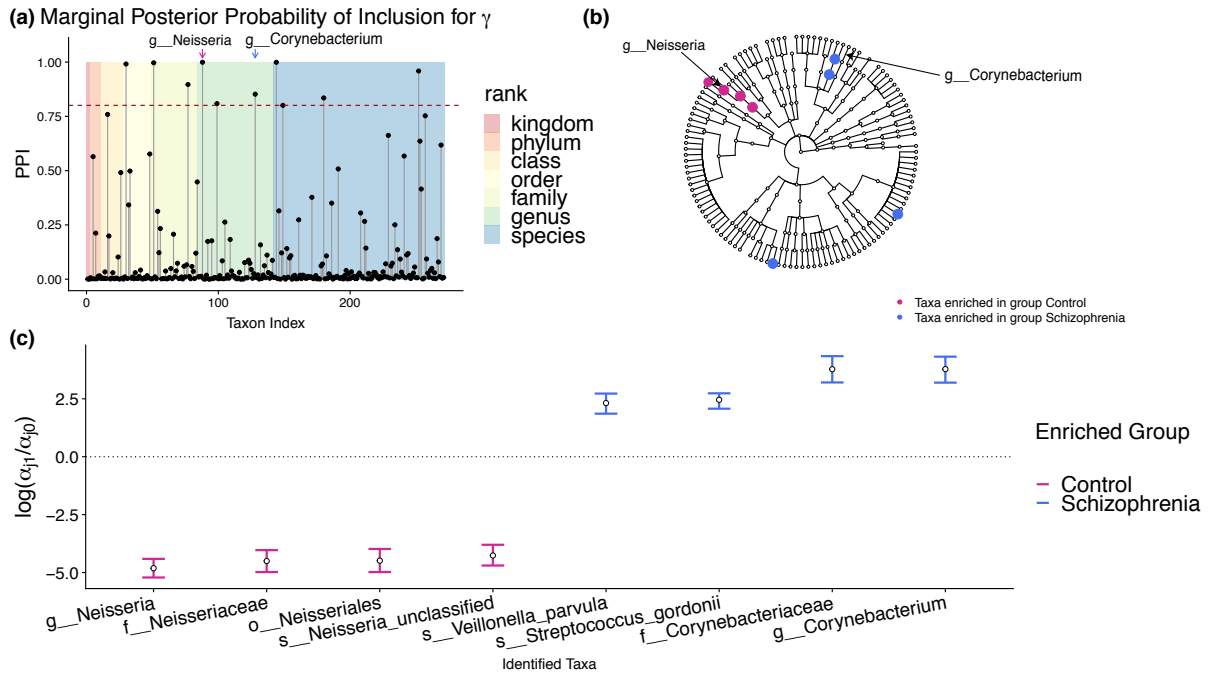 (a) Marginal Posterior Probability of Inclusion for γ
g__Neisseria
g__Corynebacterium
1.00
0.75
0.50
0.25
0.00
PPI
0
100
200
Taxon Index
rank
kingdom
phylum
class
order
family
genus
species
(b)
g__Neisseria
g__Corynebacterium
Taxa enriched in group Control
Taxa enriched in group Schizophrenia
(c)
2.5
0.0
-2.5
-5.0
log(αj1/αj0)
g__Neisseria
f__Neisseriaceae
o__Neisseriales
s__Neisseria_unclassified
s__Veillonella_parvula
s__Streptococcus_gordonii
f__Corynebacteriaceae
g__Corynebacterium
Identified Taxa
Enriched Group
Control
Schizophrenia